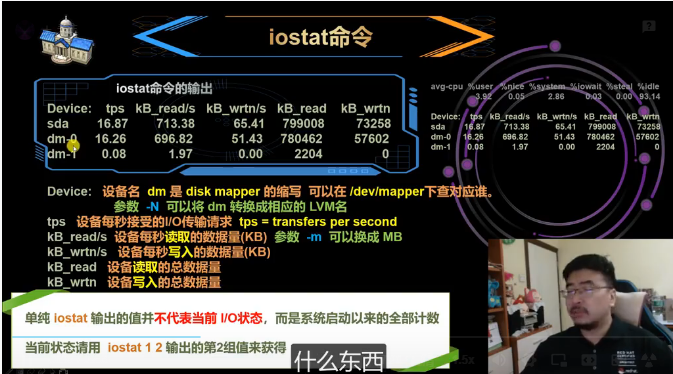 iostat命令
iostat命令的输出
Device: tps kB_read/s kB_wrtn/s kB_read kB_wrtn
sda 16.87 713.38 65.41 799008 73258
dm-0 16.26 696.82 51.43 780462 57602
dm-1 0.08 1.97 0.00 2204 0
avg-cpu %user %nice %system %iowait %steal %idle
3.92 0.05 2.86 0.03 0.00 93.14
Device: tps kB_read/s kB_wrtn/s kB_read kB_wrtn
sda 16.87 713.38 65.41 799008 73258
dm-0 16.26 696.82 51.43 780462 57602
dm-1 0.08 1.97 0.00 2204 0
Device: 设备名 dm 是 disk mapper 的缩写 可以在 /dev/mapper下查对应谁。
参数 -N 可以将 dm 转换成相应的 LVM名
tps 设备每秒接受的I/O传输请求 tps = transfers per second
kB_read/s 设备每秒读取的数据量(KB) 参数 -m 可以换成 MB
kB_wrtn/s 设备每秒写入的数据量(KB)
kB_read 设备读取的总数据量
kB_wrtn 设备写入的总数据量
单纯 iostat 输出的值并不代表当前 I/O状态，而是系统启动以来的全部计数
当前状态请用 iostat 1 2 输出的第2组值来获得
什么东西